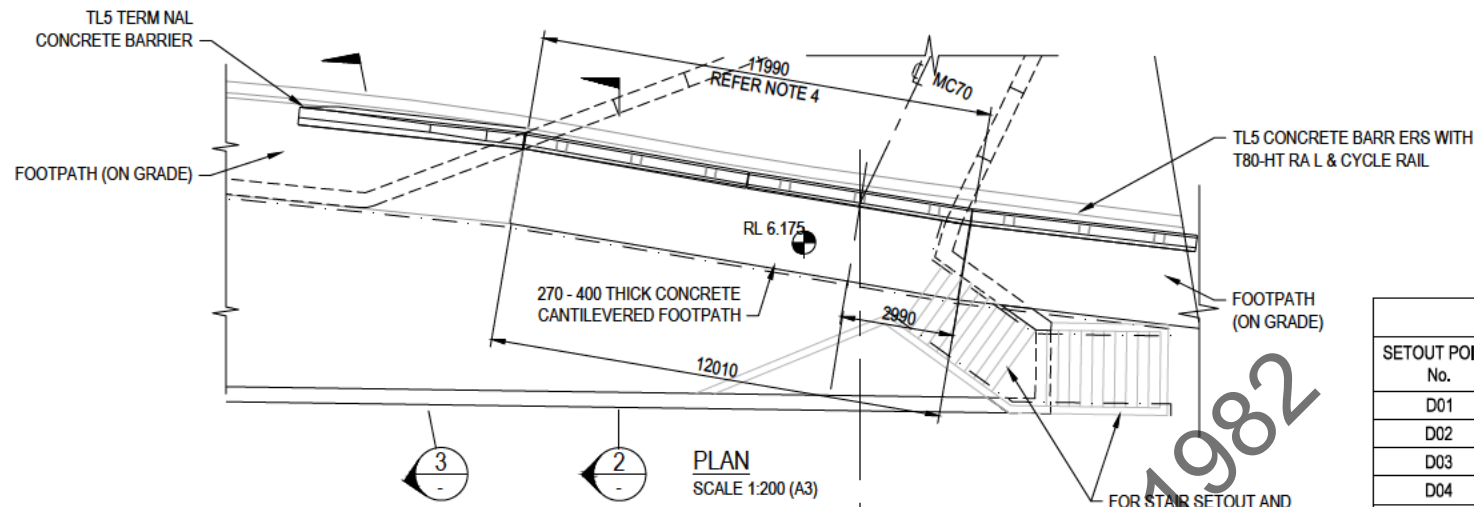 TL5 TERM NAL
CONCRETE BARRIER
11990
REFER NOTE 4
MC70
TL5 CONCRETE BARR ERS WITH
T80-HT RA L & CYCLE RAIL
FOOTPATH (ON GRADE)
RL 6.175
270 - 400 THICK CONCRETE
CANTILEVERED FOOTPATH
2990
FOOTPATH
(ON GRADE)
12010
SETOUT
No.
D01
D02
D03
D04
3
-
2
-
PLAN
SCALE 1:200 (A3)
1982
FOR STAIR SETOUT AND